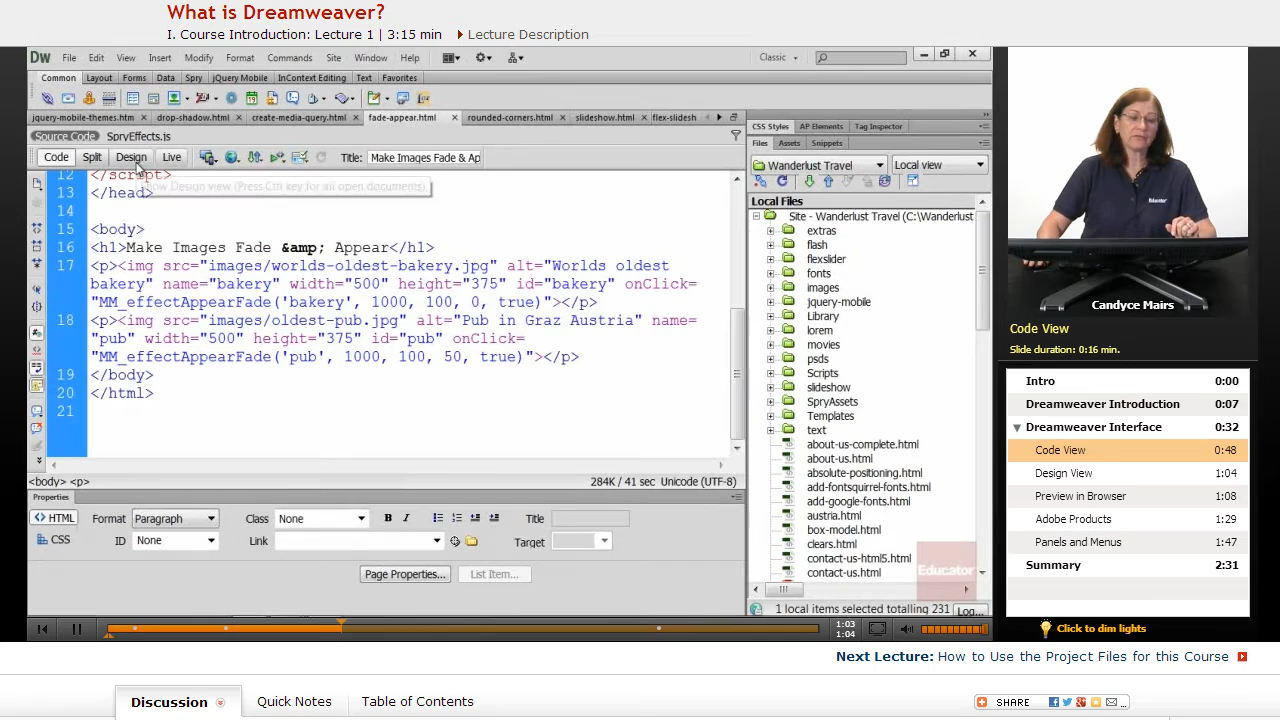 What is Dreamweaver?
I. Course Introduction: Lecture 1 | 3:15 min
Lecture Description
Dw File Edit View Insert Modify Format Commands Site Window Help
Classic
Common Layout Forms Data Spry jQuery Mobile InContext Editing Text Favorites
jquery-mobile-themes.htm drop-shadow.html create-media-query.html fade-appear.html rounded-corners.html slideshow.html flex-slidesh
Source Code SpryEffects.js
Code Split Design Live Title: Make Images Fade & Ap
12 </script>
Show Design view (Press Ctrl key for all open documents)
13 </head>
14
15 <body>
16 <h1>Make Images Fade &amp; Appear</h1>
17 <p><img src="images/worlds-oldest-bakery.jpg" alt="Worlds oldest
bakery" name="bakery" width="500" height="375" id="bakery" onClick=
"MM_effectAppearFade('bakery', 1000, 100, 0, true)"></p>
18 <p><img src="images/oldest-pub.jpg" alt="Pub in Graz Austria" name=
"pub" width="500" height="375" id="pub" onClick=
"MM_effectAppearFade('pub', 1000, 100, 50, true)"></p>
19 </body>
20 </html>
21
<body> <p>
284K / 41 sec Unicode (UTF-8)
Properties
HTML Format Paragraph Class None B I Title
CSS ID None Link Target
Page Properties... List Item...
CSS Styles AP Elements Tag Inspector
Files Assets Snippets
Wanderlust Travel Local view
Local Files
Site - Wanderlust Travel (C:\Wanderlust
extras
flash
flexslider
fonts
images
jquery-mobile
Library
lorem
movies
psds
Scripts
slideshow
SpryAssets
Templates
text
about-us-complete.html
about-us.html
absolute-positioning.html
add-fontsquirrel-fonts.html
add-google-fonts.html
austria.html
box-model.html
clears.html
contact-us-html5.html
contact-us.html
Educator
1 local items selected totalling 231 Log...
1:03
1:04
Educator
Candyce Mairs
Code View
Slide duration: 0:16 min
Intro 0:00
Dreamweaver Introduction 0:07
Dreamweaver Interface 0:32
Code View 0:48
Design View 1:04
Preview in Browser 1:08
Adobe Products 1:29
Panels and Menus 1:47
Summary 2:31
Click to dim lights
Next Lecture: How to Use the Project Files for this Course
Discussion Quick Notes Table of Contents
SHARE